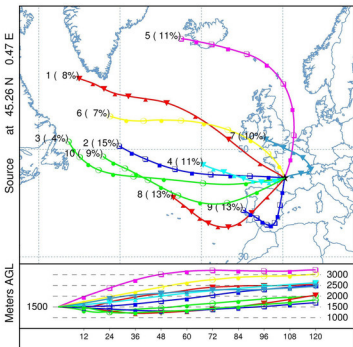 Source   at   45.26 N   0.47 E
5 ( 11%)
1 ( 8%)
6 ( 7%)
7 ( 10%)
3 ( 4%)
2 ( 15%)
10 ( 9%)
4 ( 11%)
8 ( 13%)
9 ( 13%)
30
Meters AGL
1500
3000
2500
2000
1500
1000
12 24 36 48 60 72 84 96 108 120